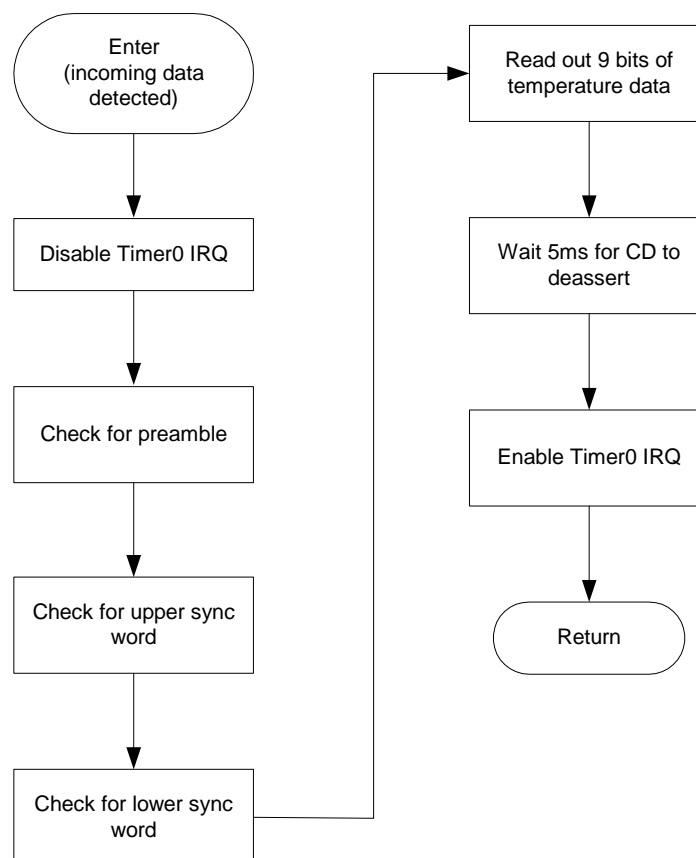 Enter
(incoming data
detected)
Disable Timer0 IRQ
Check for preamble
Check for upper sync
word
Check for lower sync
word
Read out 9 bits of
temperature data
Wait 5ms for CD to
deassert
Enable Timer0 IRQ
Return